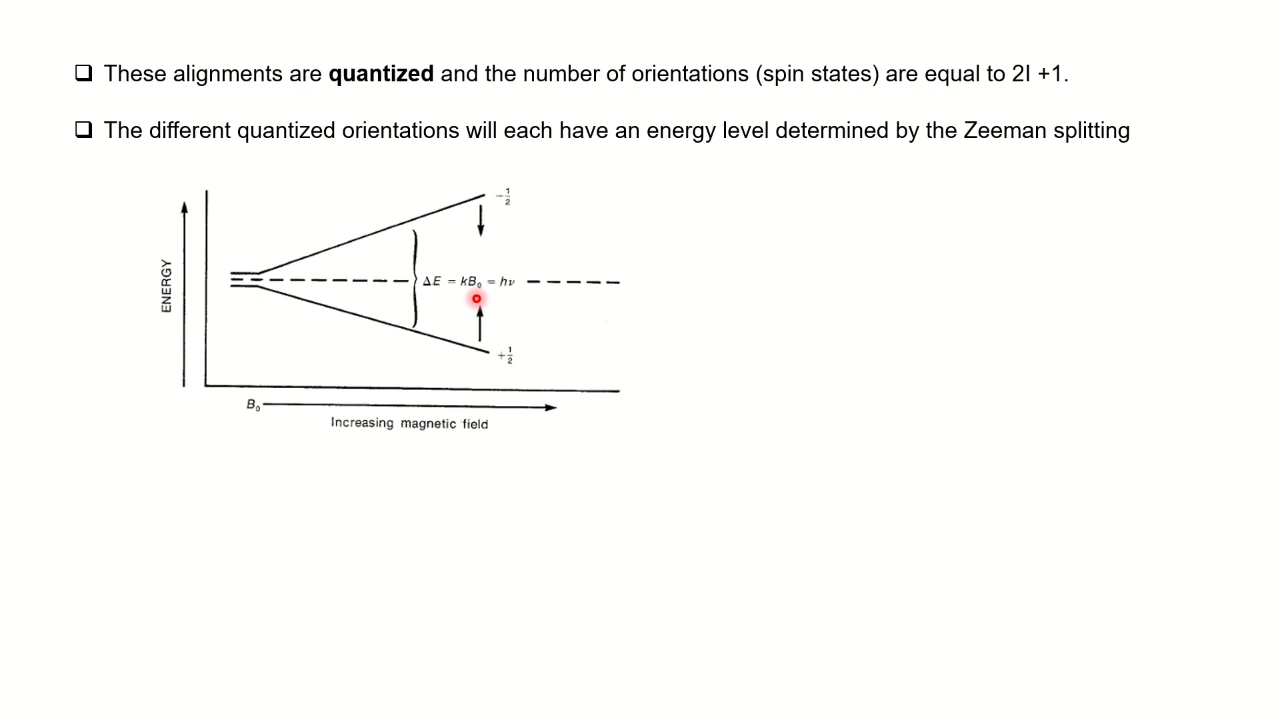 ❑ These alignments are quantized and the number of orientations (spin states) are equal to 2I +1.
❑ The different quantized orientations will each have an energy level determined by the Zeeman splitting
-1/2
ENERGY
ΔE = kB₀ = hν
+1/2
B₀
Increasing magnetic field